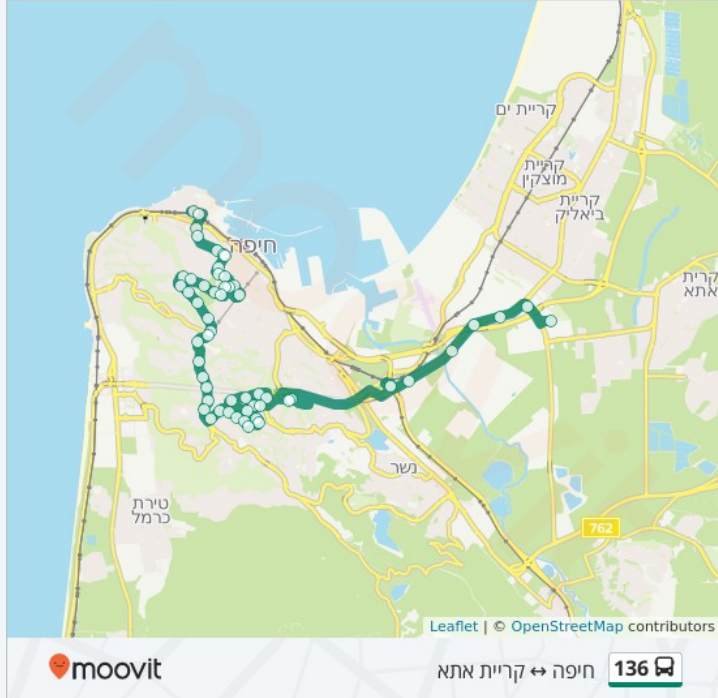 קריית ים
קריית
מוצקין
קריית
ביאליק
חיפה
קרית
אתא
נשר
טירת
כרמל
762
Leaflet | © OpenStreetMap contributors
moovit
חיפה ↔ קריית אתא
136